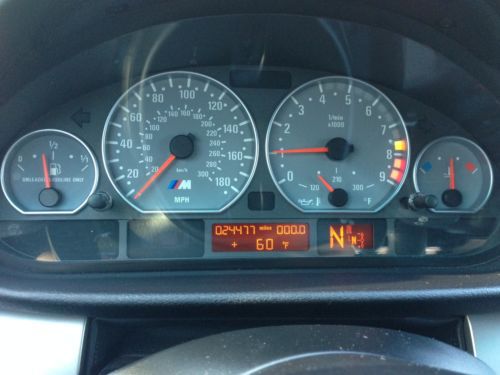 0 1/2 1/1
UNLEADED GASOLINE ONLY
20 40 60 80 100 120 140 160 180
20 40 60 80 100 120 140 160 180 200 220 240 260 280 300
km/h
M
MPH
0 1 2 3 4 5 6 7 8 9
1/min
x1000
120 210 300
°F
024477 miles 000.0
+ 60 °F
N
N